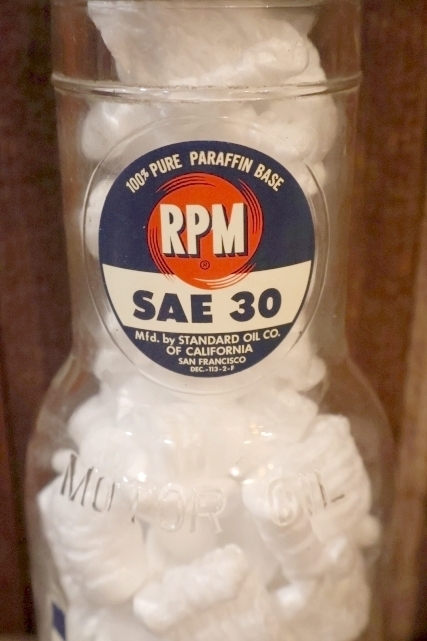 100% PURE PARAFFIN BASE
RPM
®
SAE 30
Mfd. by STANDARD OIL CO.
OF CALIFORNIA
SAN FRANCISCO
DEC.-113-2-F
MOTOR OIL